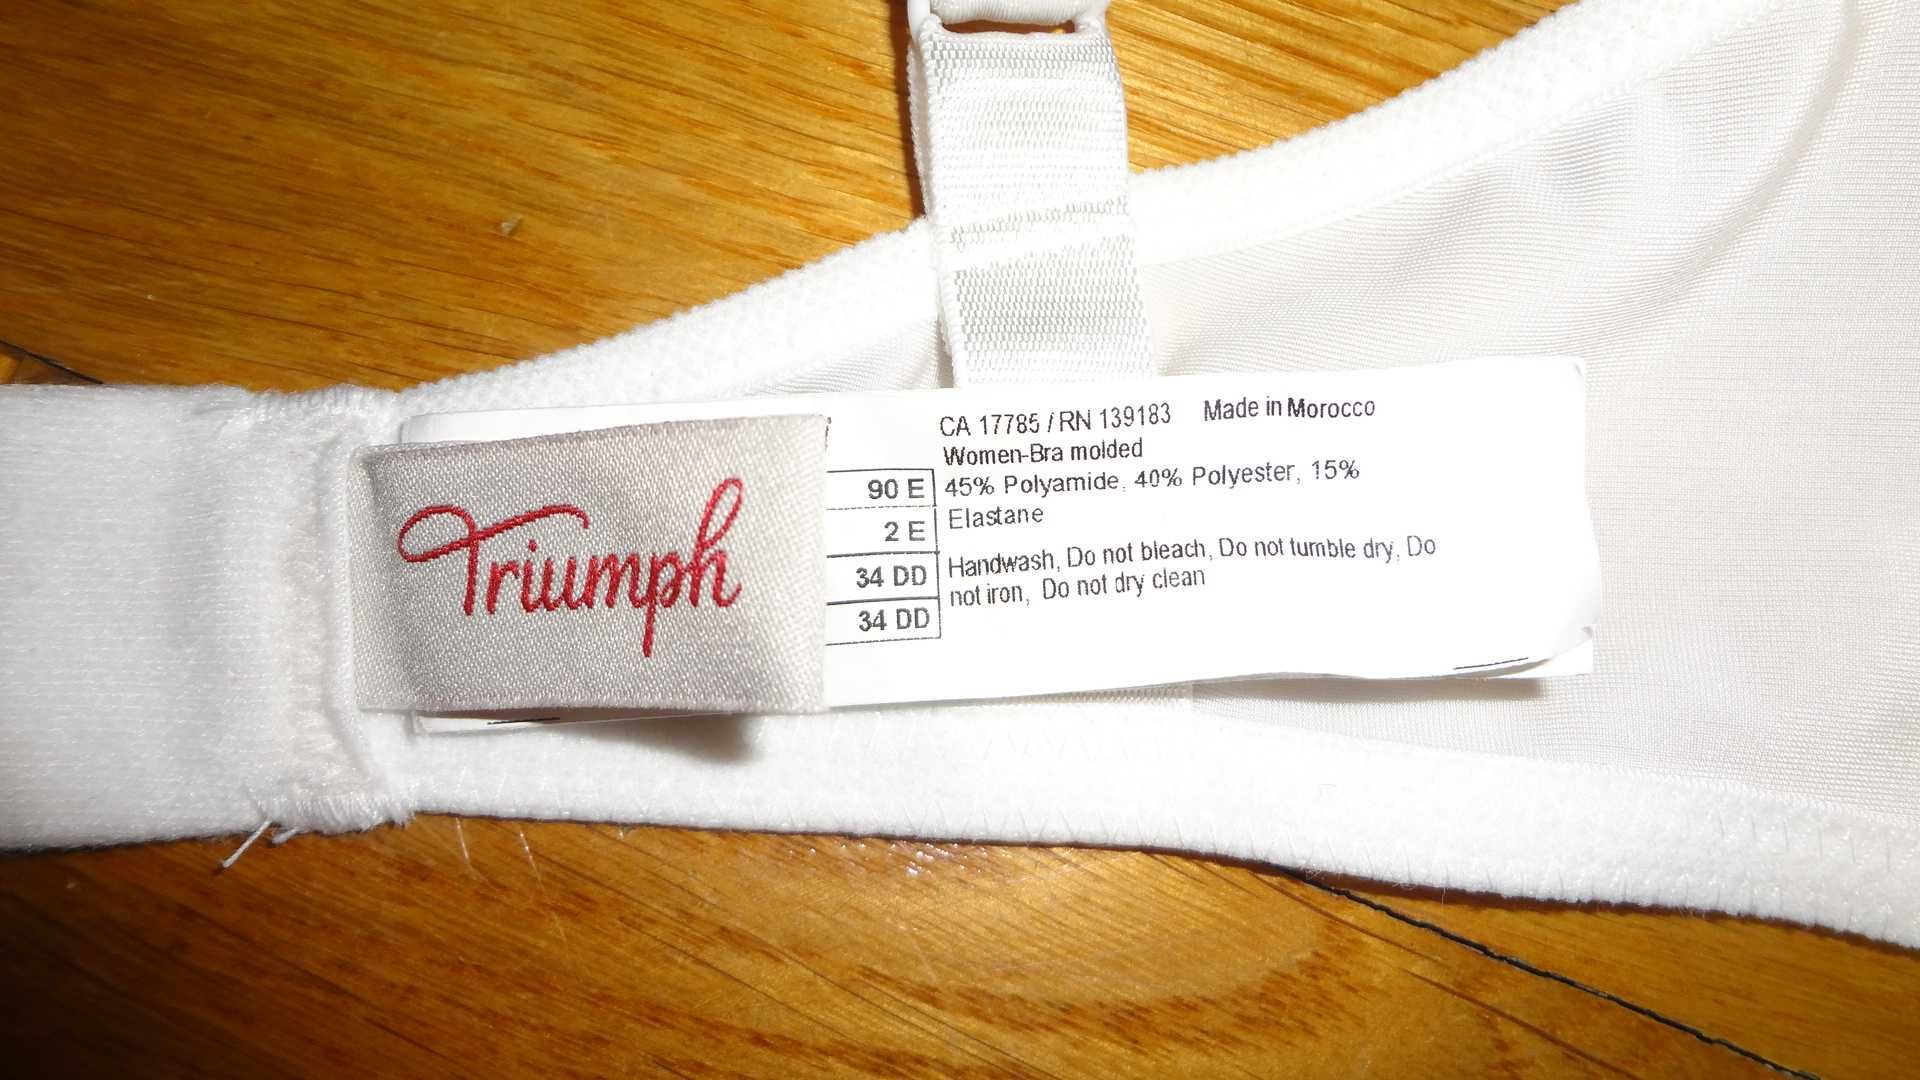 Triumph
90 E
2 E
34 DD
34 DD
CA 17785 / RN 139183 Made in Morocco
Women-Bra molded
45% Polyamide, 40% Polyester, 15%
Elastane
Handwash, Do not bleach, Do not tumble dry, Do
not iron, Do not dry clean